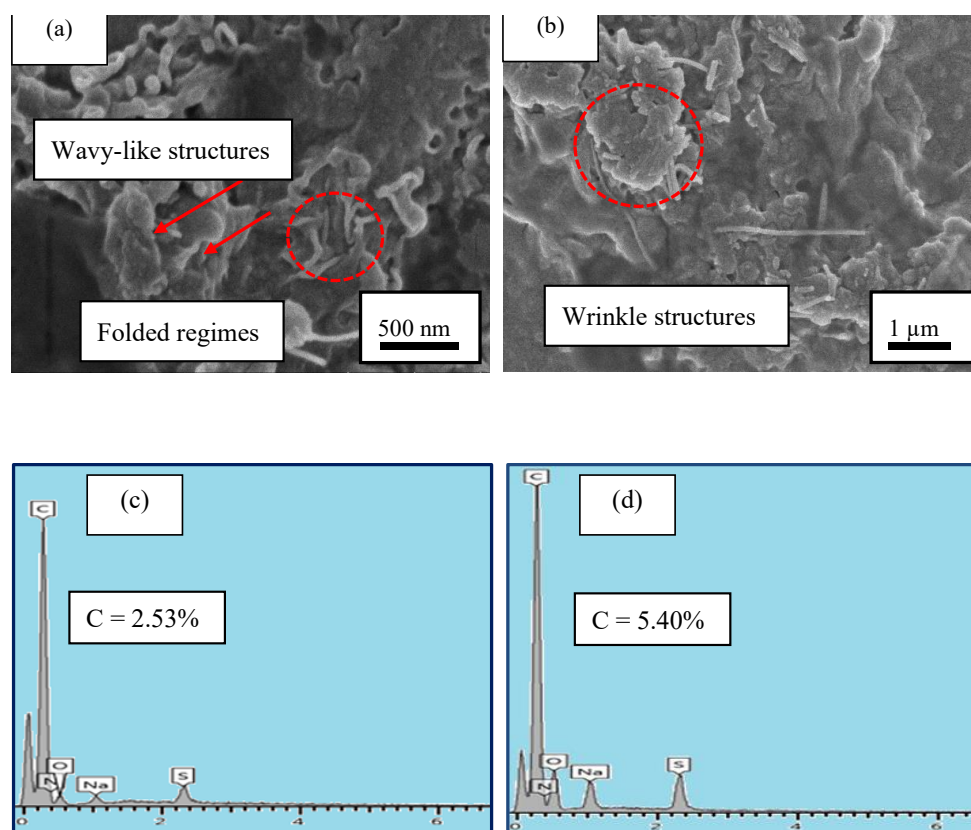 (a)
(b)
Wavy-like structures
Folded regimes
500 nm
Wrinkle structures
1 µm
(c)
(d)
C
C
C = 2.53%
C = 5.40%
N
O
Na
S
N
O
Na
S
0 2 4 6
0 2 4 6